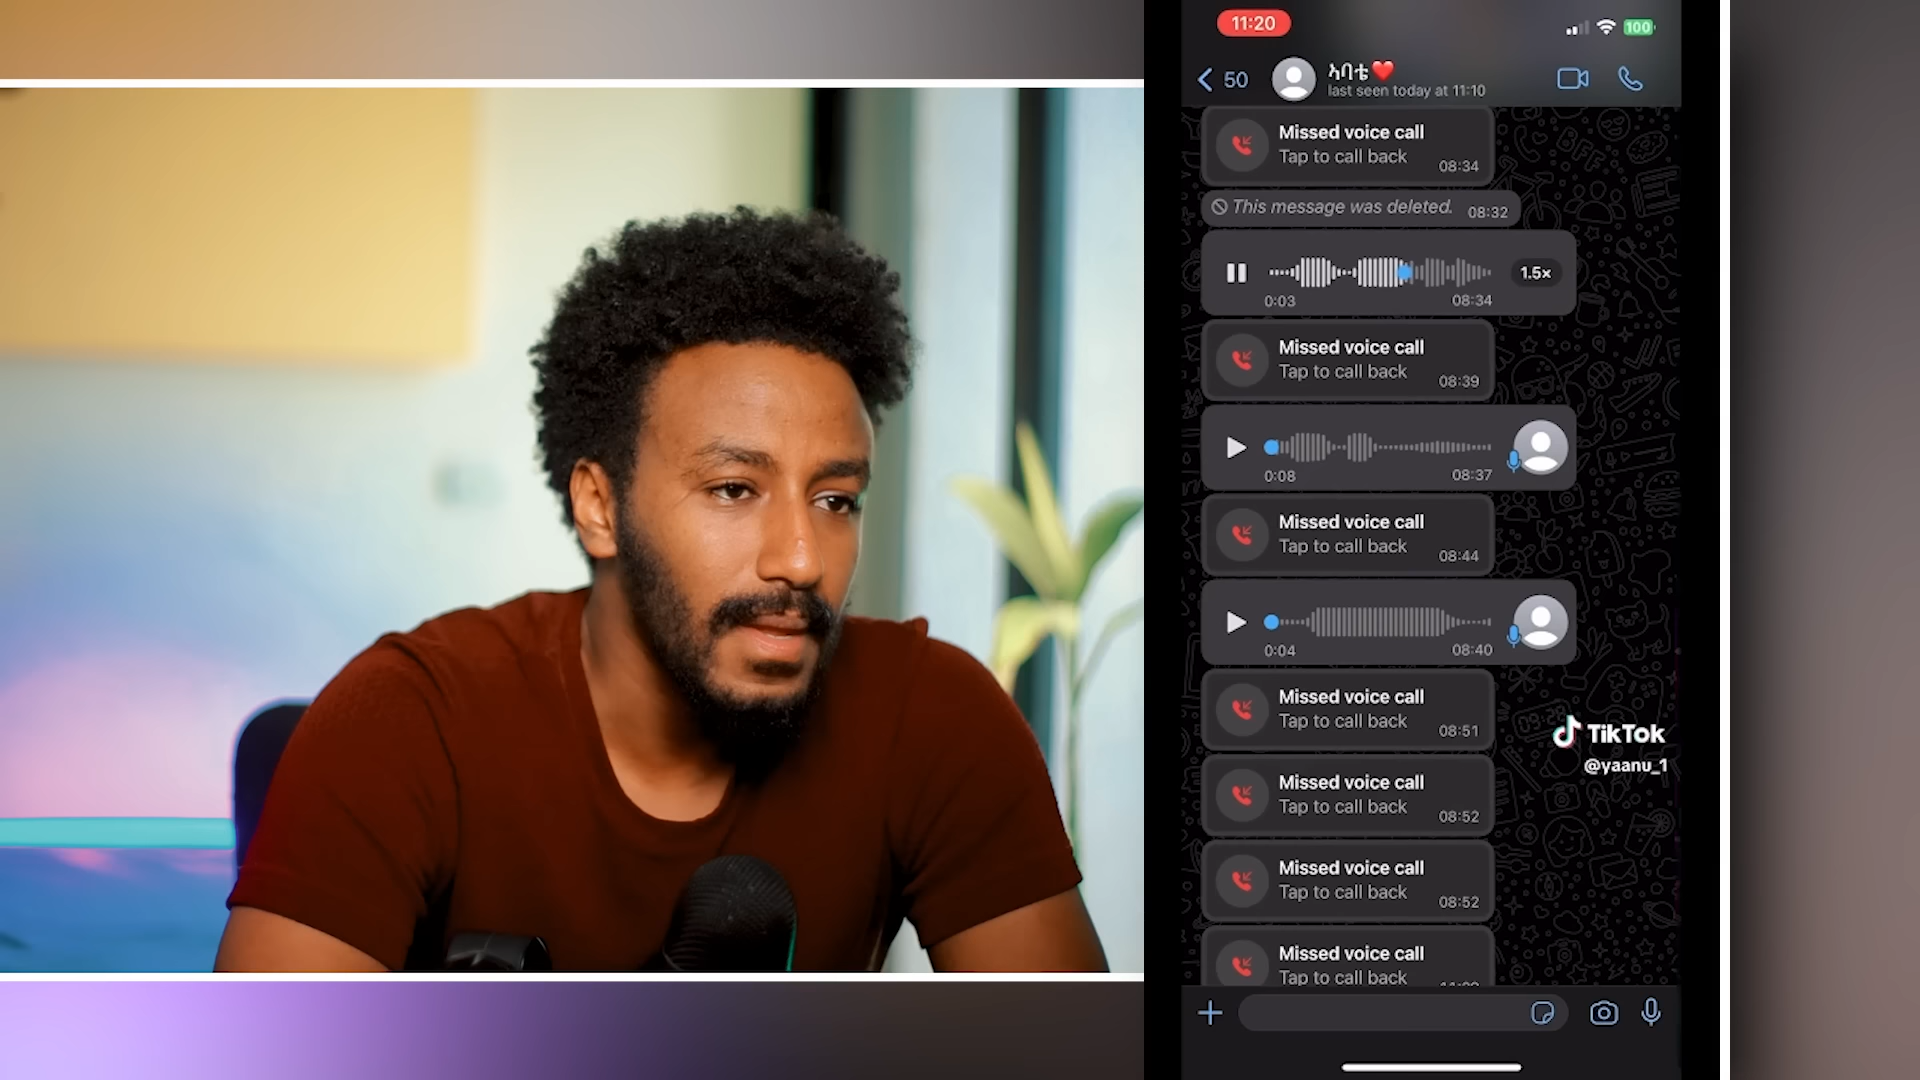 11:20
100
50
ኣባቴ❤️
last seen today at 11:10
Missed voice call
Tap to call back
08:34
This message was deleted. 08:32
1.5×
0:03
08:34
Missed voice call
Tap to call back
08:39
0:08
08:37
Missed voice call
Tap to call back
08:44
0:04
08:40
Missed voice call
Tap to call back
08:51
TikTok
@yaanu_1
Missed voice call
Tap to call back
08:52
Missed voice call
Tap to call back
08:52
Missed voice call
Tap to call back